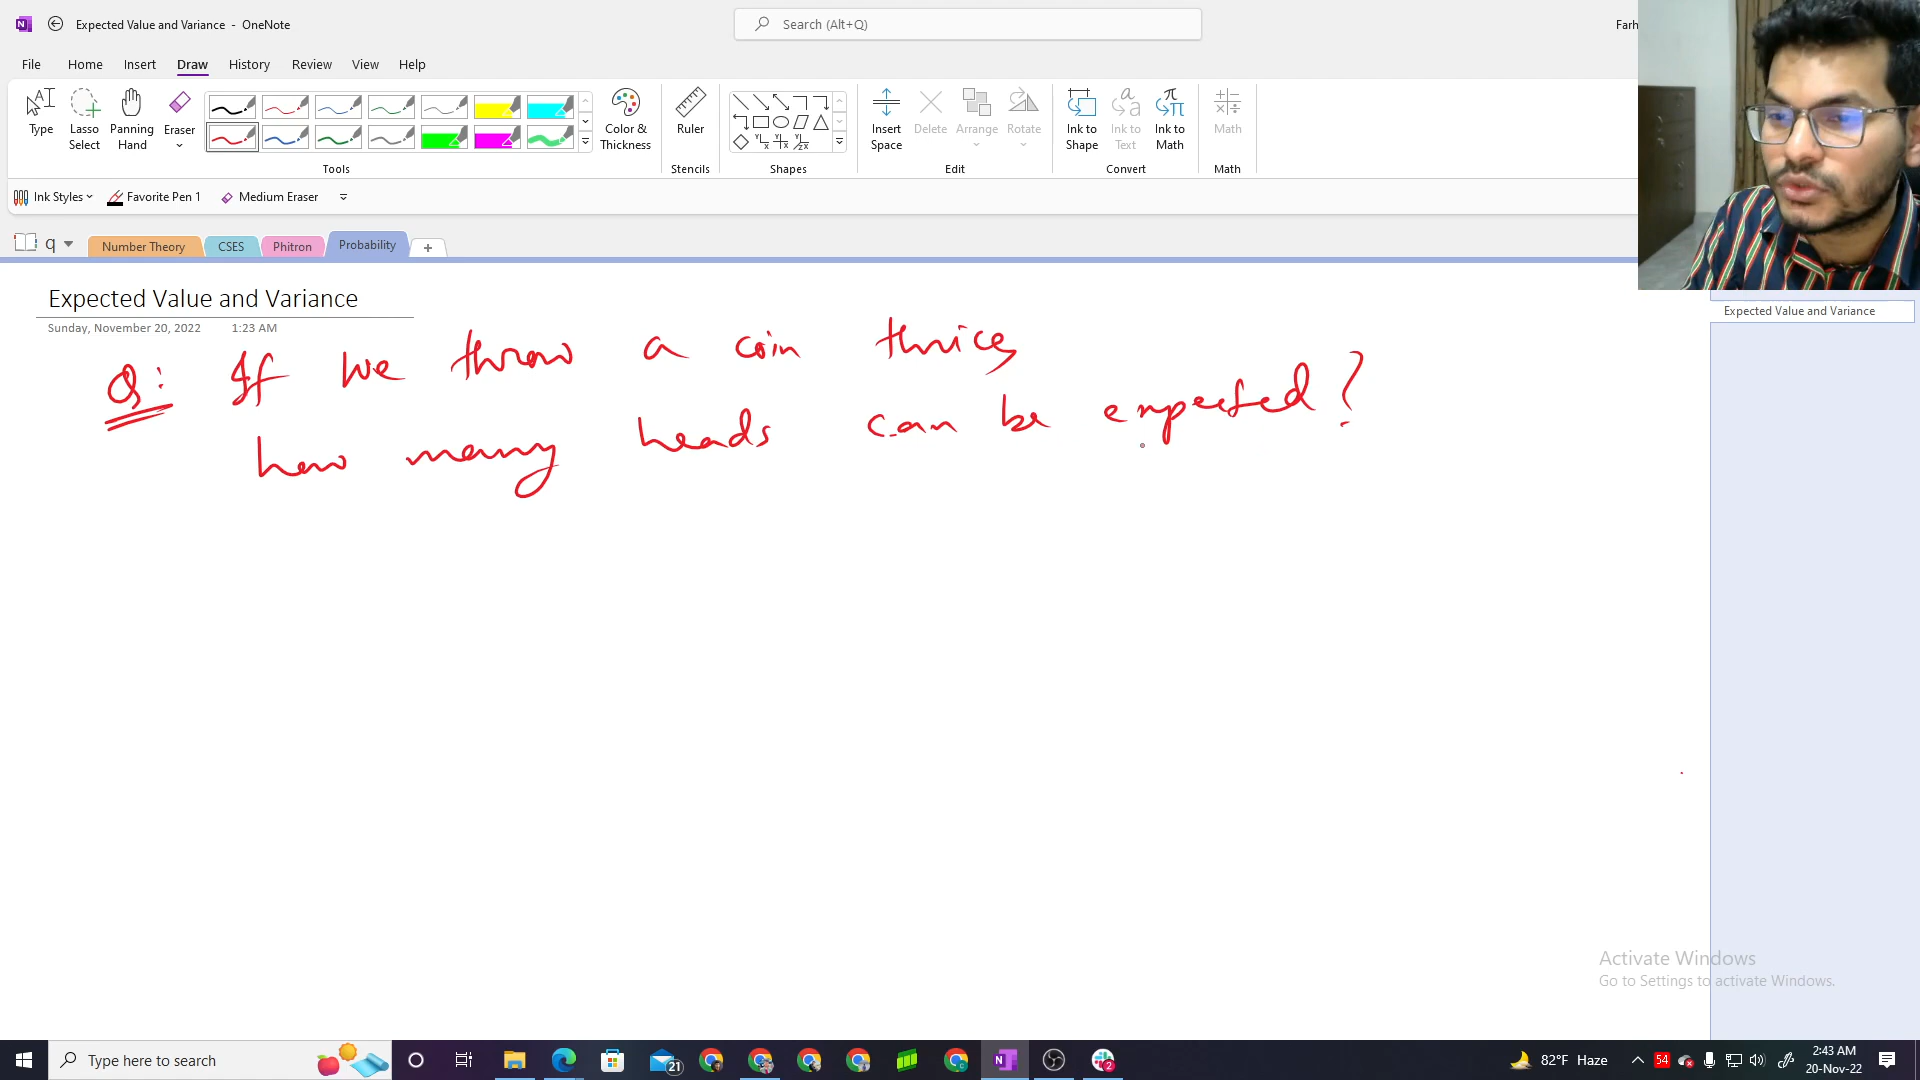 Expected Value and Variance - OneNote
Search (Alt+Q)
Farh
File Home Insert Draw History Review View Help
Type Lasso Select Panning Hand Eraser
Color & Thickness
Ruler
Insert Space Delete Arrange Rotate
Ink to Shape Ink to Text Ink to Math
Math
Tools Stencils Shapes Edit Convert Math
Ink Styles Favorite Pen 1 Medium Eraser
q Number Theory CSES Phitron Probability +
Expected Value and Variance
Sunday, November 20, 2022 1:23 AM
Expected Value and Variance
Q: If we throw a coin thrice,
how many heads can be expected?
Activate Windows
Go to Settings to activate Windows.
Type here to search
21
2
82°F Haze
54
2:43 AM
20-Nov-22